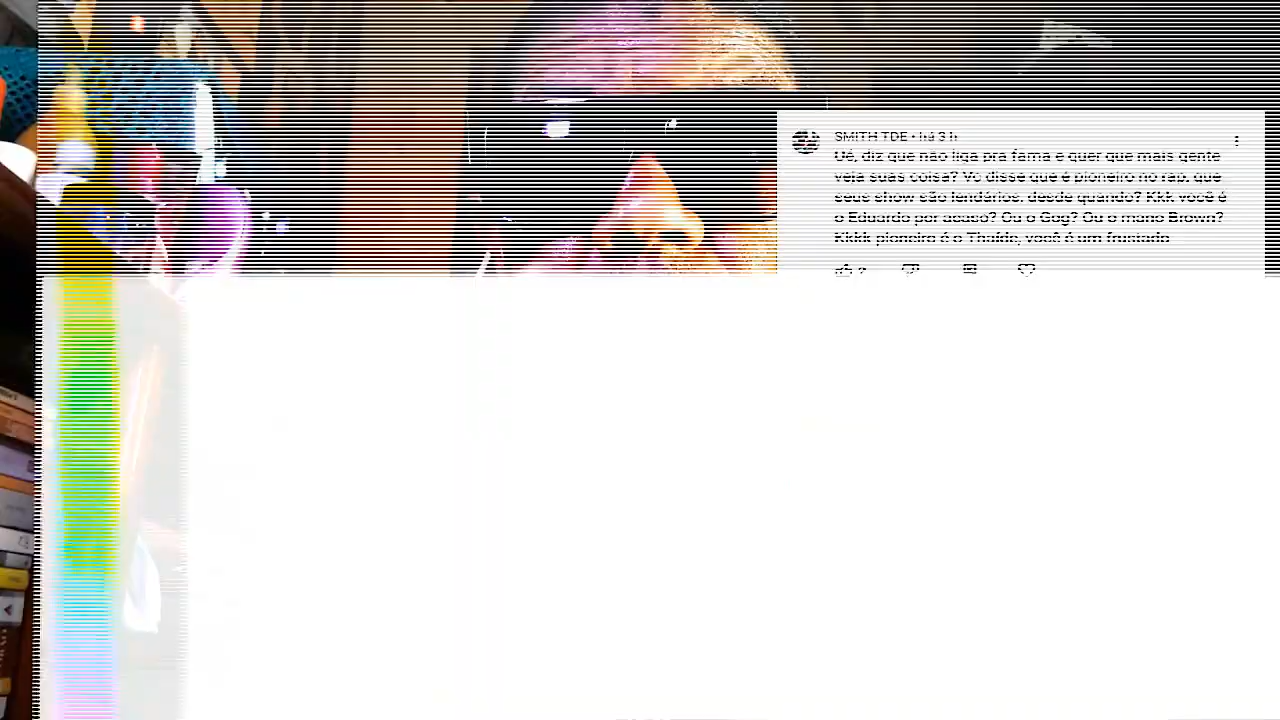 SMITH TDE • há 3 h
Ué, diz que não liga pra fama e quer que mais gente
veja suas coisa? Vo disse que é pioneiro no rap, que
seus show são lendários, desde quando? Kkk você é
o Eduardo por acaso? Ou o Gog? Ou o mano Brown?
Kkkk pioneiro é o Thaíde, você é um frustado